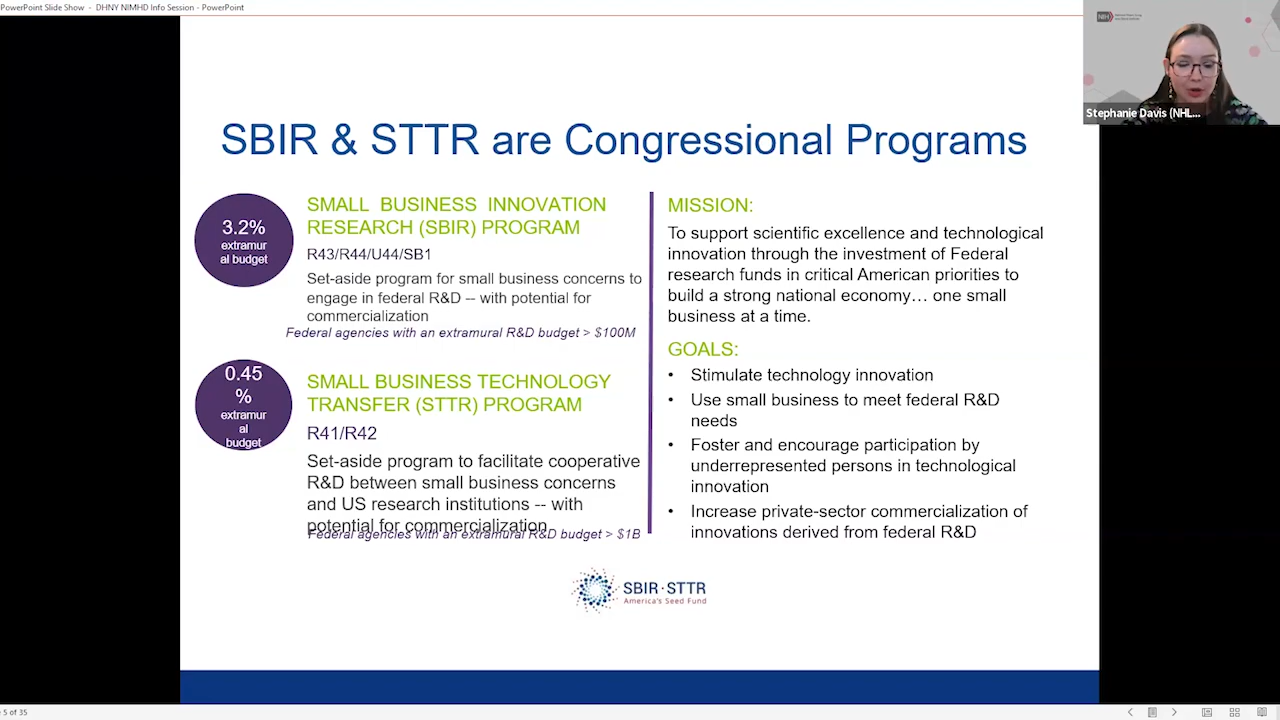 PowerPoint Slide Show - DHNY NIMHD Info Session - PowerPoint
NIH
Stephanie Davis (NHL...
SBIR & STTR are Congressional Programs
3.2%
extramur
al budget
SMALL BUSINESS INNOVATION
RESEARCH (SBIR) PROGRAM
R43/R44/U44/SB1
Set-aside program for small business concerns to
engage in federal R&D -- with potential for
commercialization
Federal agencies with an extramural R&D budget > $100M
0.45
%
extramur
al
budget
SMALL BUSINESS TECHNOLOGY
TRANSFER (STTR) PROGRAM
R41/R42
Set-aside program to facilitate cooperative
R&D between small business concerns
and US research institutions -- with
potential for commercialization
Federal agencies with an extramural R&D budget > $1B
MISSION:
To support scientific excellence and technological
innovation through the investment of Federal
research funds in critical American priorities to
build a strong national economy… one small
business at a time.
GOALS:
• Stimulate technology innovation
• Use small business to meet federal R&D
needs
• Foster and encourage participation by
underrepresented persons in technological
innovation
• Increase private-sector commercialization of
innovations derived from federal R&D
SBIR·STTR
America's Seed Fund
5 of 35